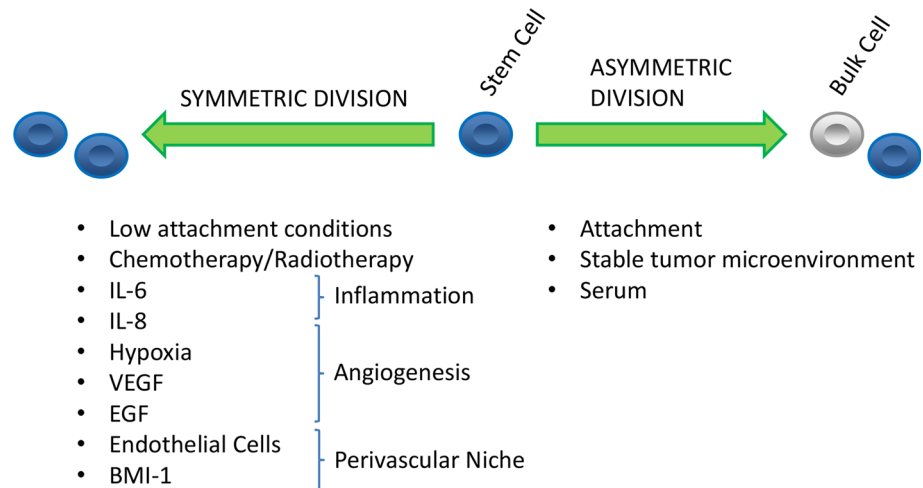 Stem Cell
Bulk Cell
SYMMETRIC DIVISION
ASYMMETRIC
DIVISION
• Low attachment conditions
• Chemotherapy/Radiotherapy
• IL-6
• IL-8
Inflammation
• Hypoxia
• VEGF
• EGF
Angiogenesis
• Endothelial Cells
• BMI-1
Perivascular Niche
• Attachment
• Stable tumor microenvironment
• Serum